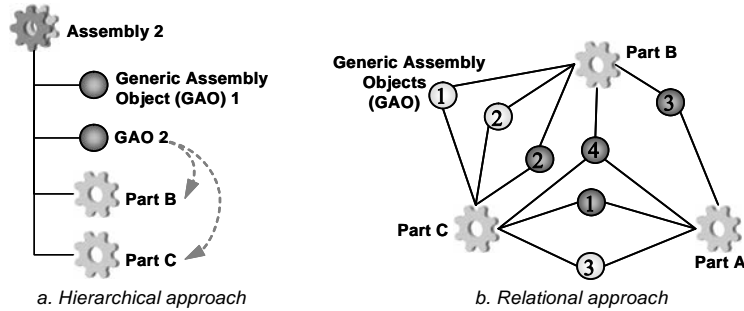 Assembly 2
Generic Assembly
Object (GAO) 1
GAO 2
Part B
Part C
a. Hierarchical approach
Part B
Generic Assembly
Objects
(GAO)
1
2
3
2
4
Part C
1
Part A
3
b. Relational approach